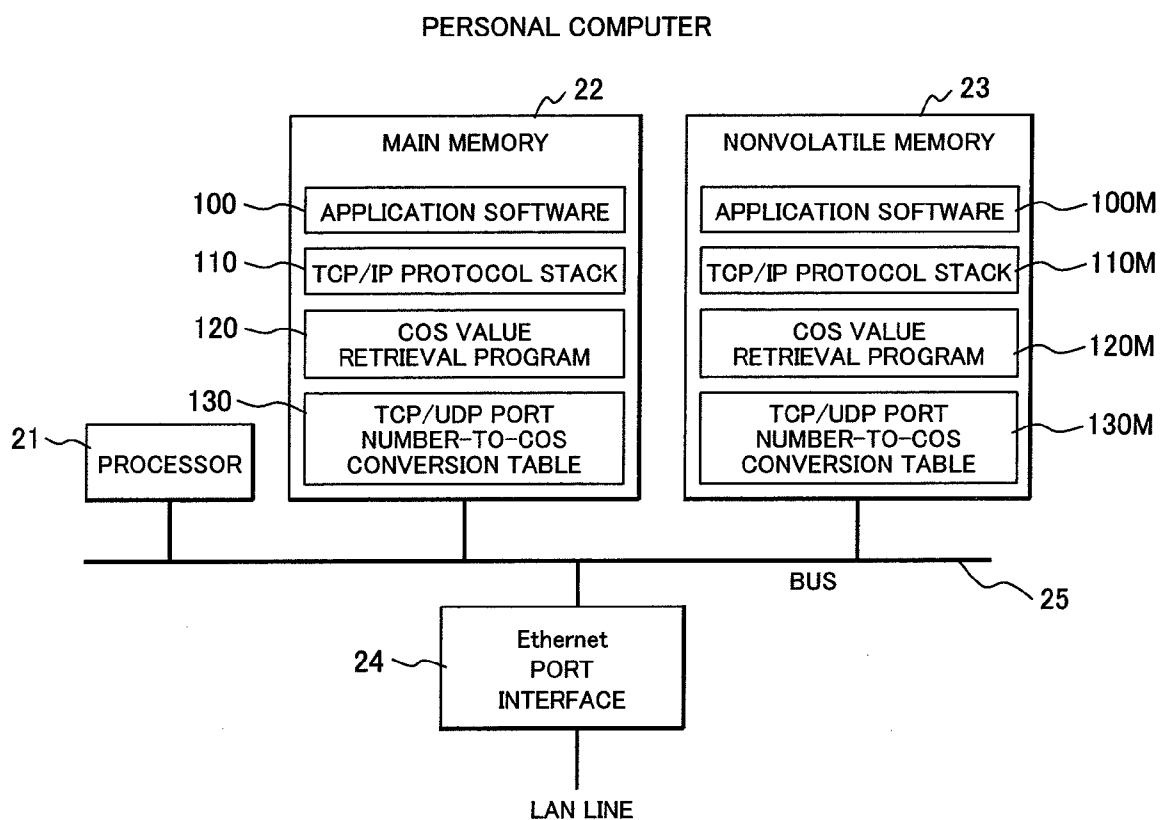 PERSONAL COMPUTER
22
23
MAIN MEMORY
NONVOLATILE MEMORY
100
APPLICATION SOFTWARE
APPLICATION SOFTWARE
100M
110
TCP/IP PROTOCOL STACK
TCP/IP PROTOCOL STACK
110M
120
COS VALUE
RETRIEVAL PROGRAM
COS VALUE
RETRIEVAL PROGRAM
120M
130
TCP/UDP PORT
NUMBER-TO-COS
CONVERSION TABLE
TCP/UDP PORT
NUMBER-TO-COS
CONVERSION TABLE
130M
21
PROCESSOR
BUS
25
24
Ethernet
PORT
INTERFACE
LAN LINE